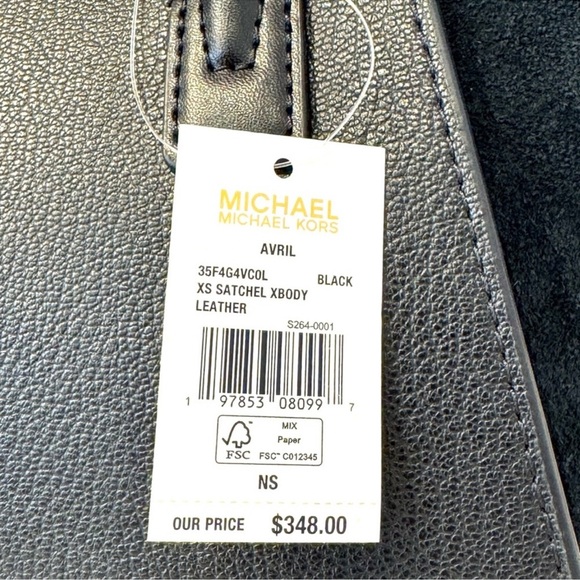 MICHAEL
MICHAEL KORS
AVRIL
35F4G4VC0L BLACK
XS SATCHEL XBODY
LEATHER
S264-0001
1 97853 08099 7
FSC
MIX
Paper
FSC™ C012345
NS
OUR PRICE $348.00